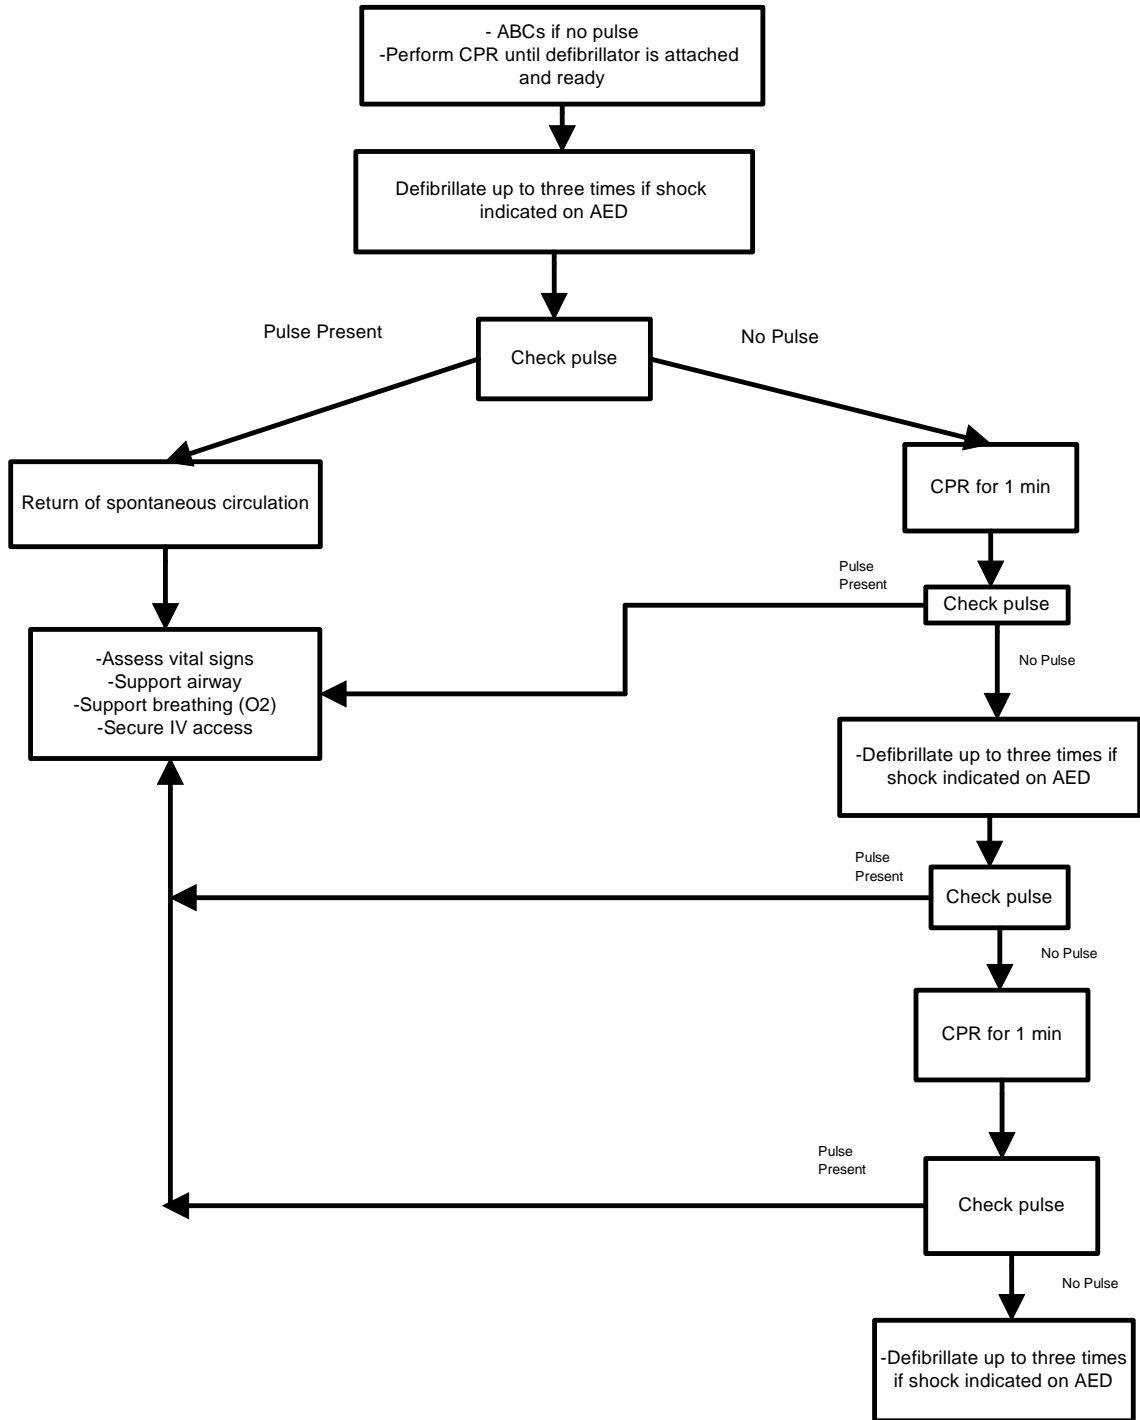 - ABCs if no pulse
-Perform CPR until defibrillator is attached
and ready
Defibrillate up to three times if shock
indicated on AED
Pulse Present
No Pulse
Check pulse
Return of spontaneous circulation
CPR for 1 min
Pulse
Present
Check pulse
No Pulse
-Assess vital signs
-Support airway
-Support breathing (O2)
-Secure IV access
-Defibrillate up to three times if
shock indicated on AED
Pulse
Present
Check pulse
No Pulse
CPR for 1 min
Pulse
Present
Check pulse
No Pulse
-Defibrillate up to three times
if shock indicated on AED